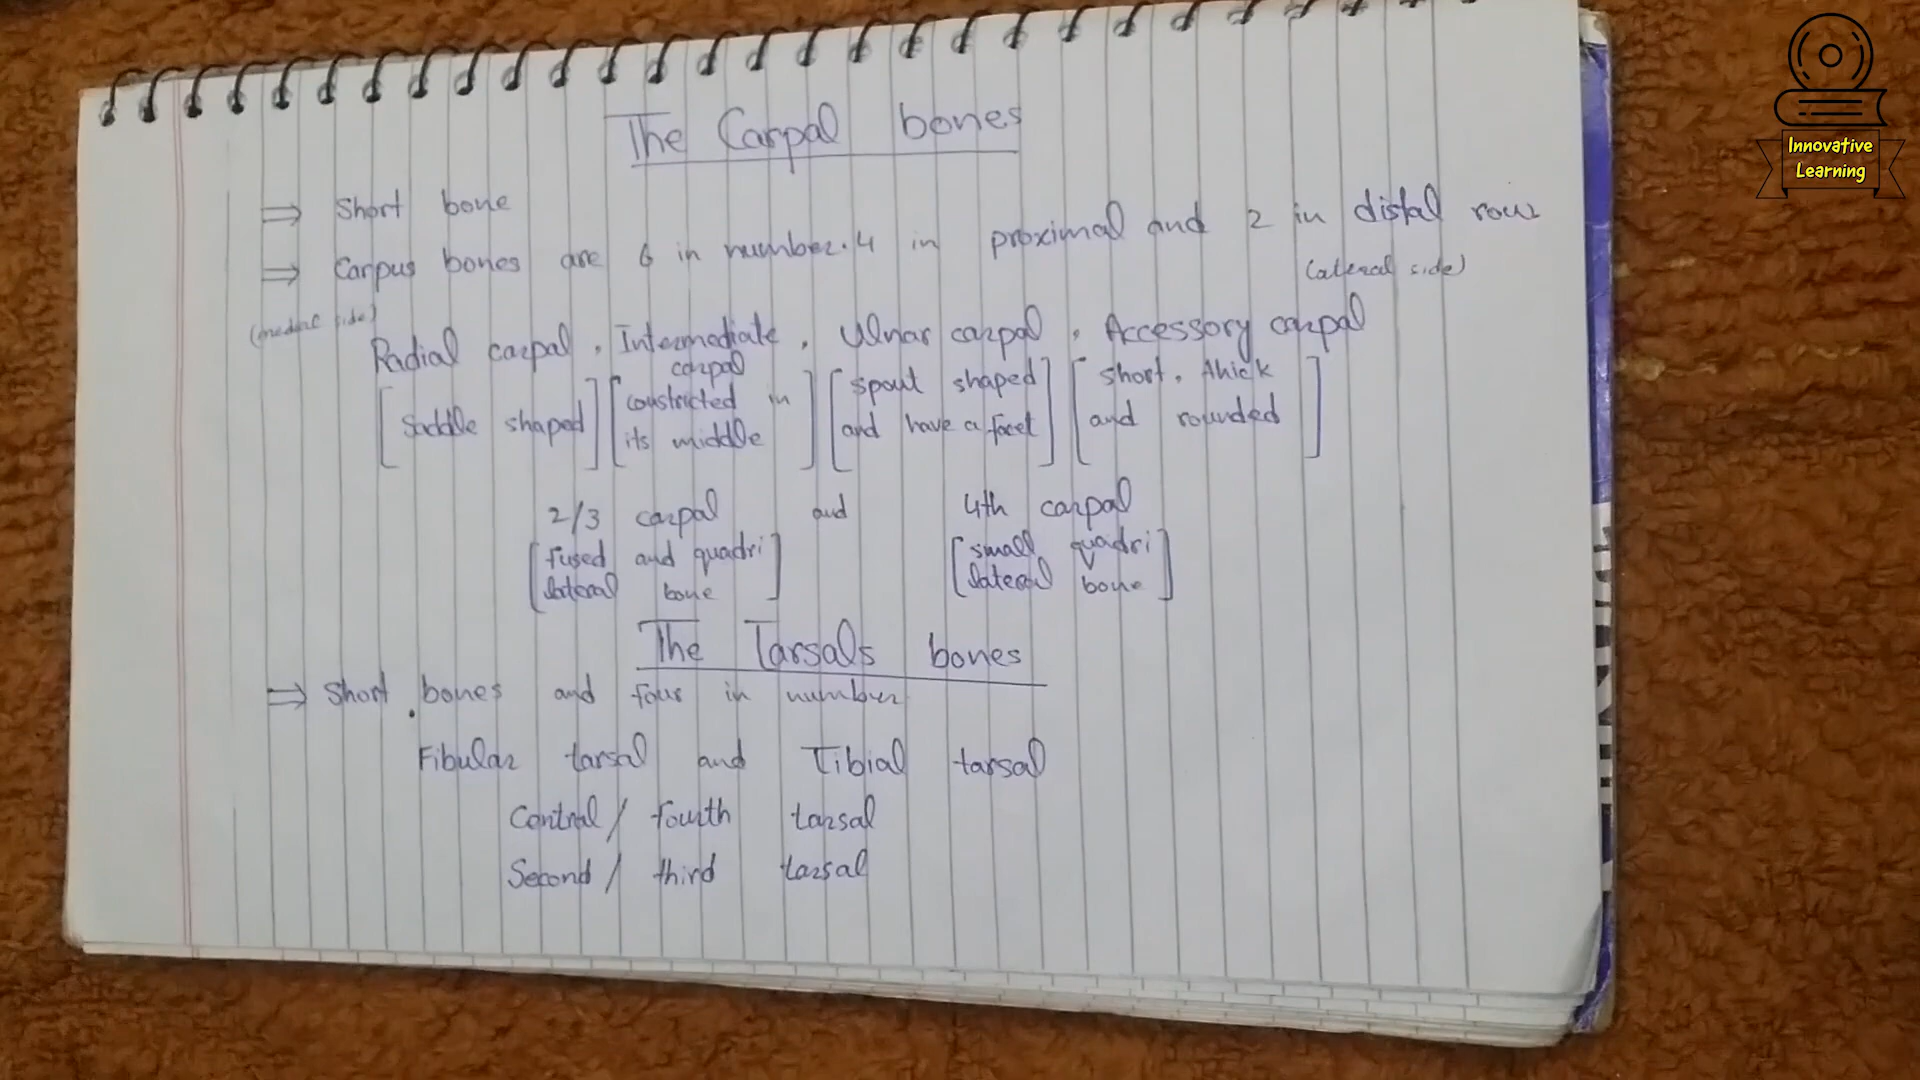 The Carpal bones
⇒ Short bone
⇒ Carpus bones are 6 in number. 4 in proximal and 2 in distal row
(medial side)
(lateral side)
Radial carpal, Intermediate carpal, Ulnar carpal, Accessory carpal
[Saddle shaped] [constricted in its middle] [spout shaped and have a facet] [short, thick and rounded]
2/3 carpal and 4th carpal
[fused and quadri lateral bone] [small quadri lateral bone]
The Tarsals bones
⇒ Short bones and four in number
Fibular tarsal and Tibial tarsal
Central / fourth tarsal
Second / third tarsal
Innovative
Learning